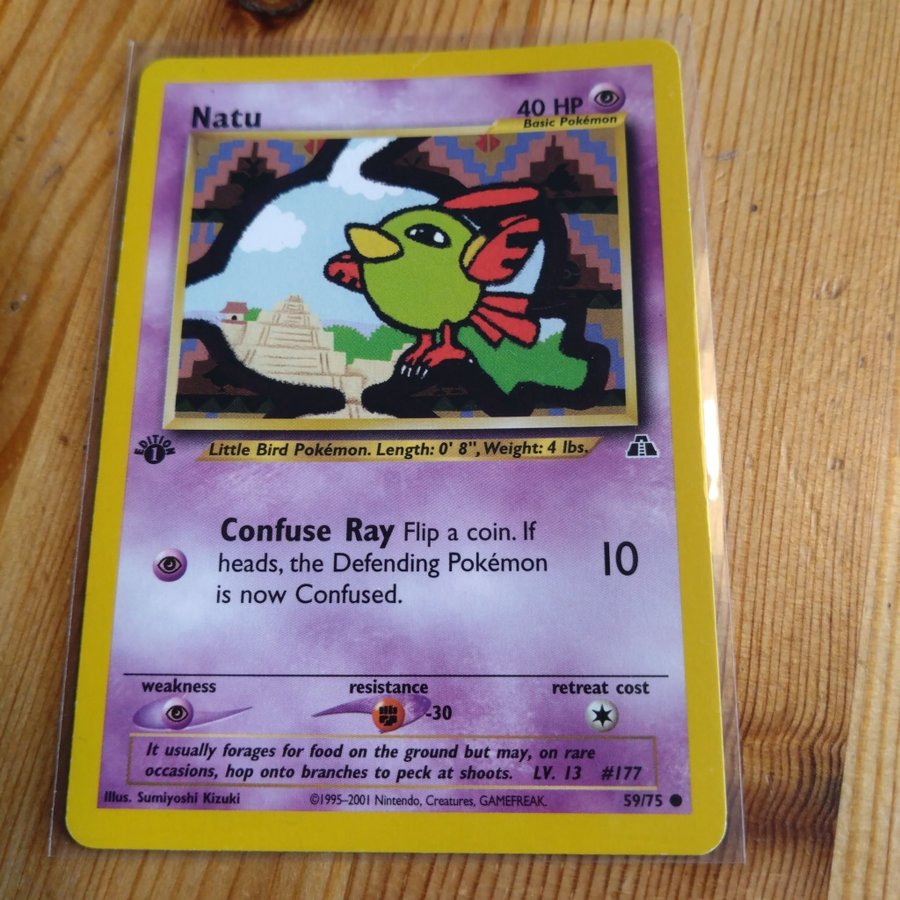 Natu
40 HP
Basic Pokémon
EDITION
1
Little Bird Pokémon. Length: 0' 8", Weight: 4 lbs.
Confuse Ray Flip a coin. If
heads, the Defending Pokémon
is now Confused.
10
weakness
resistance
retreat cost
-30
It usually forages for food on the ground but may, on rare
occasions, hop onto branches to peck at shoots. LV. 13 #177
Illus. Sumiyoshi Kizuki
©1995–2001 Nintendo, Creatures, GAMEFREAK.
59/75